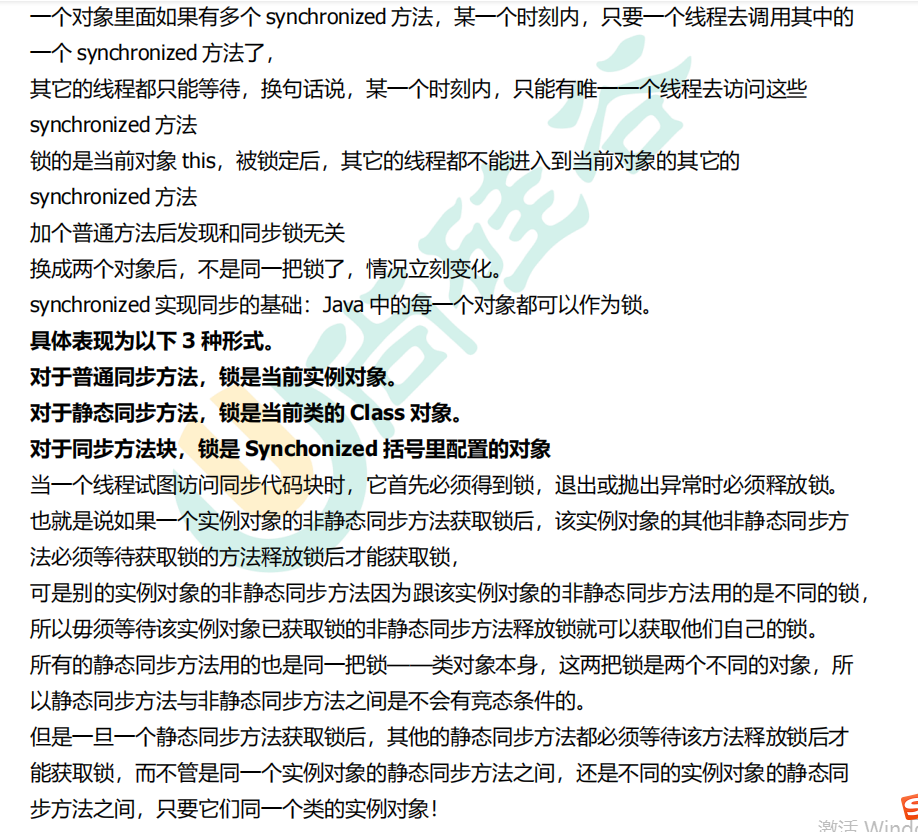 一个对象里面如果有多个 synchronized 方法，某一个时刻内，只要一个线程去调用其中的
一个 synchronized 方法了，
其它的线程都只能等待，换句话说，某一个时刻内，只能有唯一一个线程去访问这些
synchronized 方法
锁的是当前对象 this，被锁定后，其它的线程都不能进入到当前对象的其它的
synchronized 方法
加个普通方法后发现和同步锁无关
换成两个对象后，不是同一把锁了，情况立刻变化。
synchronized 实现同步的基础：Java 中的每一个对象都可以作为锁。
具体表现为以下 3 种形式。
对于普通同步方法，锁是当前实例对象。
对于静态同步方法，锁是当前类的 Class 对象。
对于同步方法块，锁是 Synchonized 括号里配置的对象
当一个线程试图访问同步代码块时，它首先必须得到锁，退出或抛出异常时必须释放锁。
也就是说如果一个实例对象的非静态同步方法获取锁后，该实例对象的其他非静态同步方
法必须等待获取锁的方法释放锁后才能获取锁，
可是别的实例对象的非静态同步方法因为跟该实例对象的非静态同步方法用的是不同的锁，
所以毋须等待该实例对象已获取锁的非静态同步方法释放锁就可以获取他们自己的锁。
所有的静态同步方法用的也是同一把锁——类对象本身，这两把锁是两个不同的对象，所
以静态同步方法与非静态同步方法之间是不会有竞态条件的。
但是一旦一个静态同步方法获取锁后，其他的静态同步方法都必须等待该方法释放锁后才
能获取锁，而不管是同一个实例对象的静态同步方法之间，还是不同的实例对象的静态同
步方法之间，只要它们同一个类的实例对象！
尚硅谷
激活 Windo